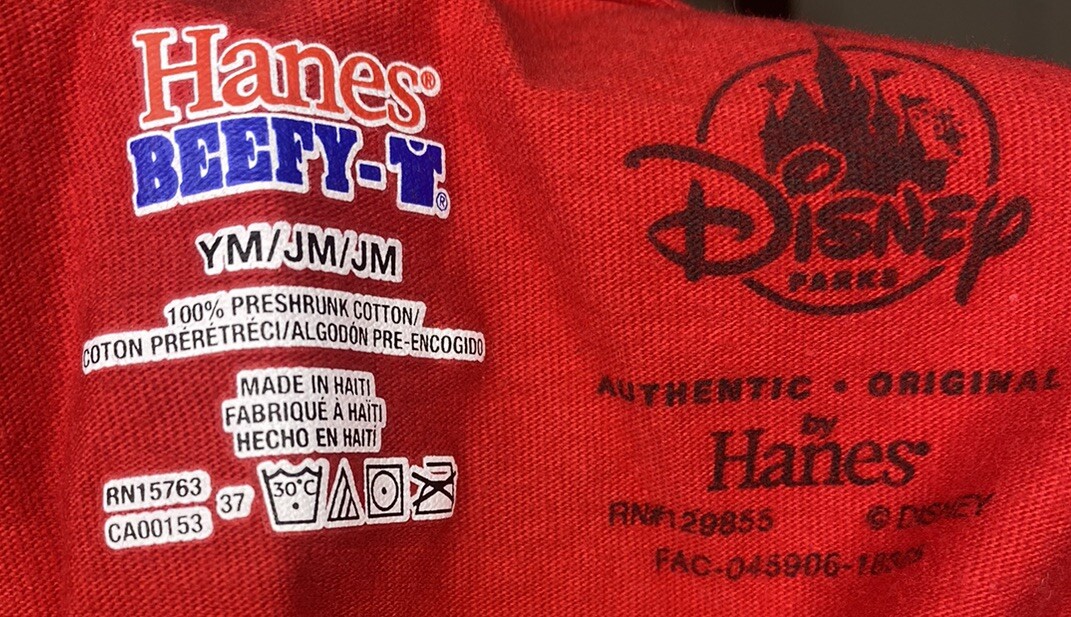 Hanes®
BEEFY-T®
YM/JM/JM
100% PRESHRUNK COTTON/
COTON PRÉRÉTRÉCI/ALGODÓN PRE-ENCOGIDO
MADE IN HAITI
FABRIQUÉ À HAÏTI
HECHO EN HAITÍ
RN15763
CA00153
37
30°C
Disney
PARKS
AUTHENTIC • ORIGINAL
by
Hanes®
RN#129855 © DISNEY